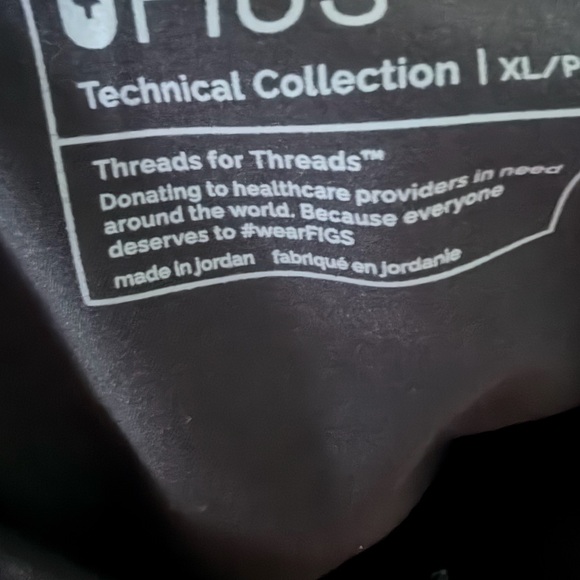 FIGS
Technical Collection | XL/P
Threads for Threads™
Donating to healthcare providers in need
around the world. Because everyone
deserves to #wearFIGS
made in jordan fabriqué en jordanie